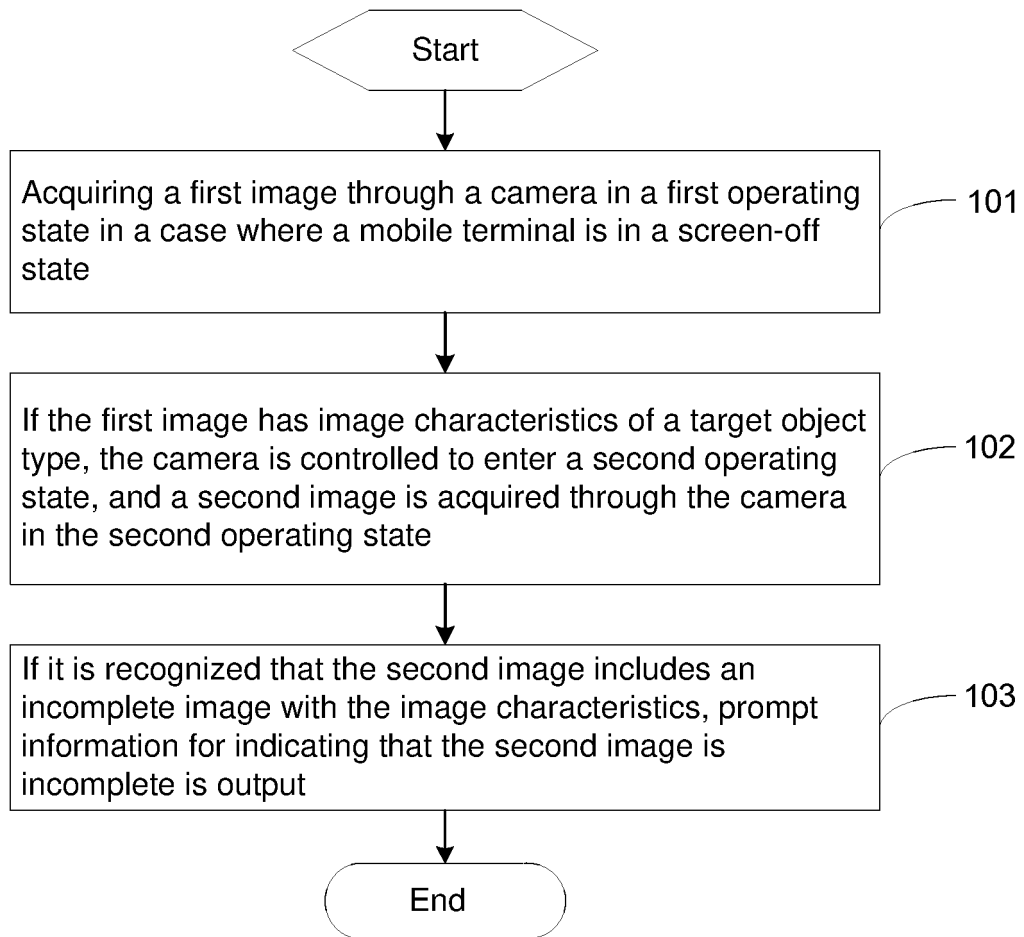 Start
Acquiring a first image through a camera in a first operating
state in a case where a mobile terminal is in a screen-off
state
101
If the first image has image characteristics of a target object
type, the camera is controlled to enter a second operating
state, and a second image is acquired through the camera
in the second operating state
102
If it is recognized that the second image includes an
incomplete image with the image characteristics, prompt
information for indicating that the second image is
incomplete is output
103
End